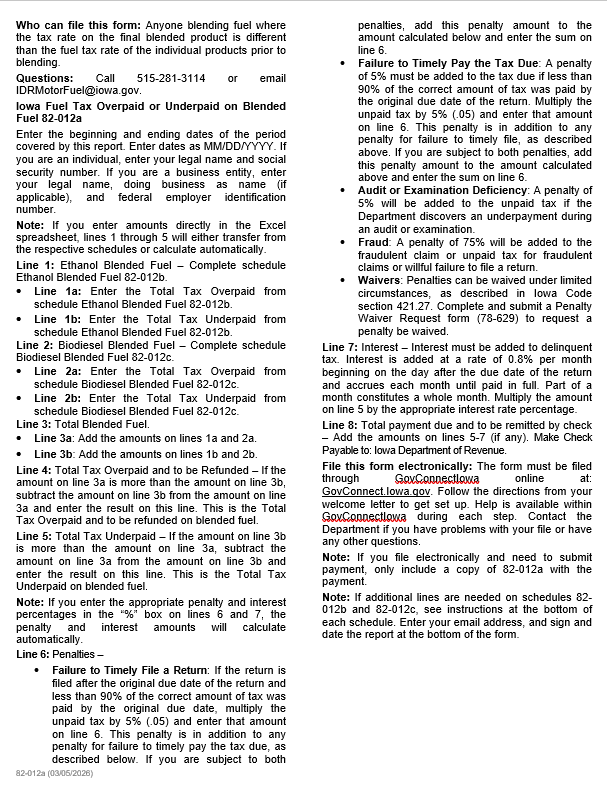 Who can file this form: Anyone blending fuel where
the tax rate on the final blended product is different
than the fuel tax rate of the individual products prior to
blending.
Questions: Call 515-281-3114 or email
IDRMotorFuel@iowa.gov.
Iowa Fuel Tax Overpaid or Underpaid on Blended
Fuel 82-012a
Enter the beginning and ending dates of the period
covered by this report. Enter dates as MM/DD/YYYY. If
you are an individual, enter your legal name and social
security number. If you are a business entity, enter
your legal name, doing business as name (if
applicable), and federal employer identification
number.
Note: If you enter amounts directly in the Excel
spreadsheet, lines 1 through 5 will either transfer from
the respective schedules or calculate automatically.
Line 1: Ethanol Blended Fuel – Complete schedule
Ethanol Blended Fuel 82-012b.
• Line 1a: Enter the Total Tax Overpaid from
schedule Ethanol Blended Fuel 82-012b.
• Line 1b: Enter the Total Tax Underpaid from
schedule Ethanol Blended Fuel 82-012b.
Line 2: Biodiesel Blended Fuel – Complete schedule
Biodiesel Blended Fuel 82-012c.
• Line 2a: Enter the Total Tax Overpaid from
schedule Biodiesel Blended Fuel 82-012c.
• Line 2b: Enter the Total Tax Underpaid from
schedule Biodiesel Blended Fuel 82-012c.
Line 3: Total Blended Fuel.
• Line 3a: Add the amounts on lines 1a and 2a.
• Line 3b: Add the amounts on lines 1b and 2b.
Line 4: Total Tax Overpaid and to be Refunded – If the
amount on line 3a is more than the amount on line 3b,
subtract the amount on line 3b from the amount on line
3a and enter the result on this line. This is the Total
Tax Overpaid and to be refunded on blended fuel.
Line 5: Total Tax Underpaid – If the amount on line 3b
is more than the amount on line 3a, subtract the
amount on line 3a from the amount on line 3b and
enter the result on this line. This is the Total Tax
Underpaid on blended fuel.
Note: If you enter the appropriate penalty and interest
percentages in the “%” box on lines 6 and 7, the
penalty and interest amounts will calculate
automatically.
Line 6: Penalties –
• Failure to Timely File a Return: If the return is
filed after the original due date of the return and
less than 90% of the correct amount of tax was
paid by the original due date, multiply the
unpaid tax by 5% (.05) and enter that amount
on line 6. This penalty is in addition to any
penalty for failure to timely pay the tax due, as
described below. If you are subject to both
82-012a (03/05/2026)
penalties, add this penalty amount to the
amount calculated below and enter the sum on
line 6.
• Failure to Timely Pay the Tax Due: A penalty
of 5% must be added to the tax due if less than
90% of the correct amount of tax was paid by
the original due date of the return. Multiply the
unpaid tax by 5% (.05) and enter that amount
on line 6. This penalty is in addition to any
penalty for failure to timely file, as described
above. If you are subject to both penalties, add
this penalty amount to the amount calculated
above and enter the sum on line 6.
• Audit or Examination Deficiency: A penalty of
5% will be added to the unpaid tax if the
Department discovers an underpayment during
an audit or examination.
• Fraud: A penalty of 75% will be added to the
fraudulent claim or unpaid tax for fraudulent
claims or willful failure to file a return.
• Waivers: Penalties can be waived under limited
circumstances, as described in Iowa Code
section 421.27. Complete and submit a Penalty
Waiver Request form (78-629) to request a
penalty be waived.
Line 7: Interest – Interest must be added to delinquent
tax. Interest is added at a rate of 0.8% per month
beginning on the day after the due date of the return
and accrues each month until paid in full. Part of a
month constitutes a whole month. Multiply the amount
on line 5 by the appropriate interest rate percentage.
Line 8: Total payment due and to be remitted by check
– Add the amounts on lines 5-7 (if any). Make Check
Payable to: Iowa Department of Revenue.
File this form electronically: The form must be filed
through GovConnectIowa online at:
GovConnect.Iowa.gov. Follow the directions from your
welcome letter to get set up. Help is available within
GovConnectIowa during each step. Contact the
Department if you have problems with your file or have
any other questions.
Note: If you file electronically and need to submit
payment, only include a copy of 82-012a with the
payment.
Note: If additional lines are needed on schedules 82-
012b and 82-012c, see instructions at the bottom of
each schedule. Enter your email address, and sign and
date the report at the bottom of the form.